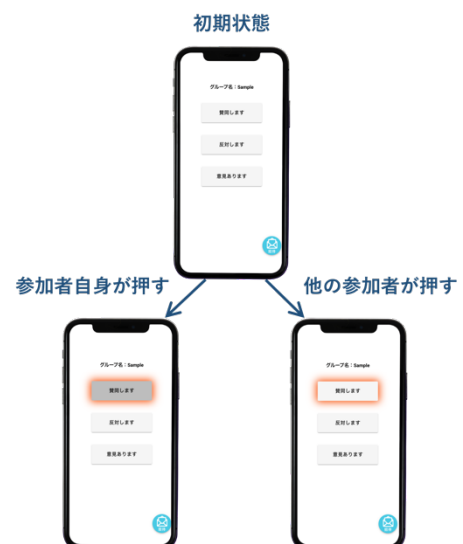 初期状態
グループ名：Sample
賛同します
反対します
意見あります
参加者自身が押す
他の参加者が押す
グループ名：Sample
賛同します
反対します
意見あります
グループ名：Sample
賛同します
反対します
意見あります